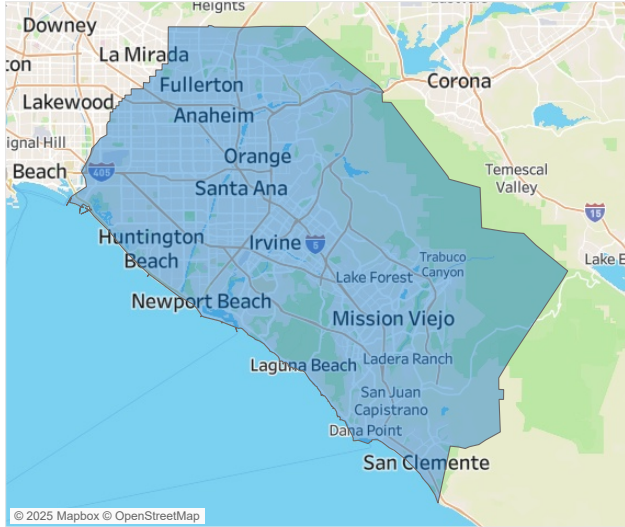 Heights
Downey
La Mirada
ton
Fullerton
Corona
Lakewood
Anaheim
ignal Hill
Orange
Beach
405
Temescal
Valley
Santa Ana
15
Huntington
Beach
Irvine
5
Trabuco
Canyon
Lake E
Lake Forest
Newport Beach
Mission Viejo
Laguna Beach
Ladera Ranch
San Juan
Capistrano
Dana Point
San Clemente
© 2025 Mapbox © OpenStreetMap